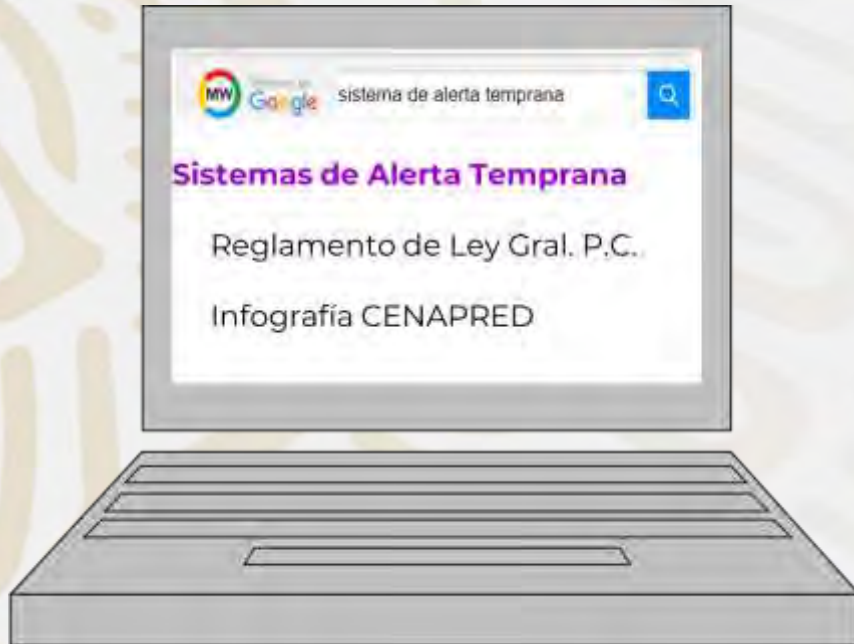 MW Google sistema de alerta temprana
Sistemas de Alerta Temprana
Reglamento de Ley Gral. P.C.
Infografía CENAPRED